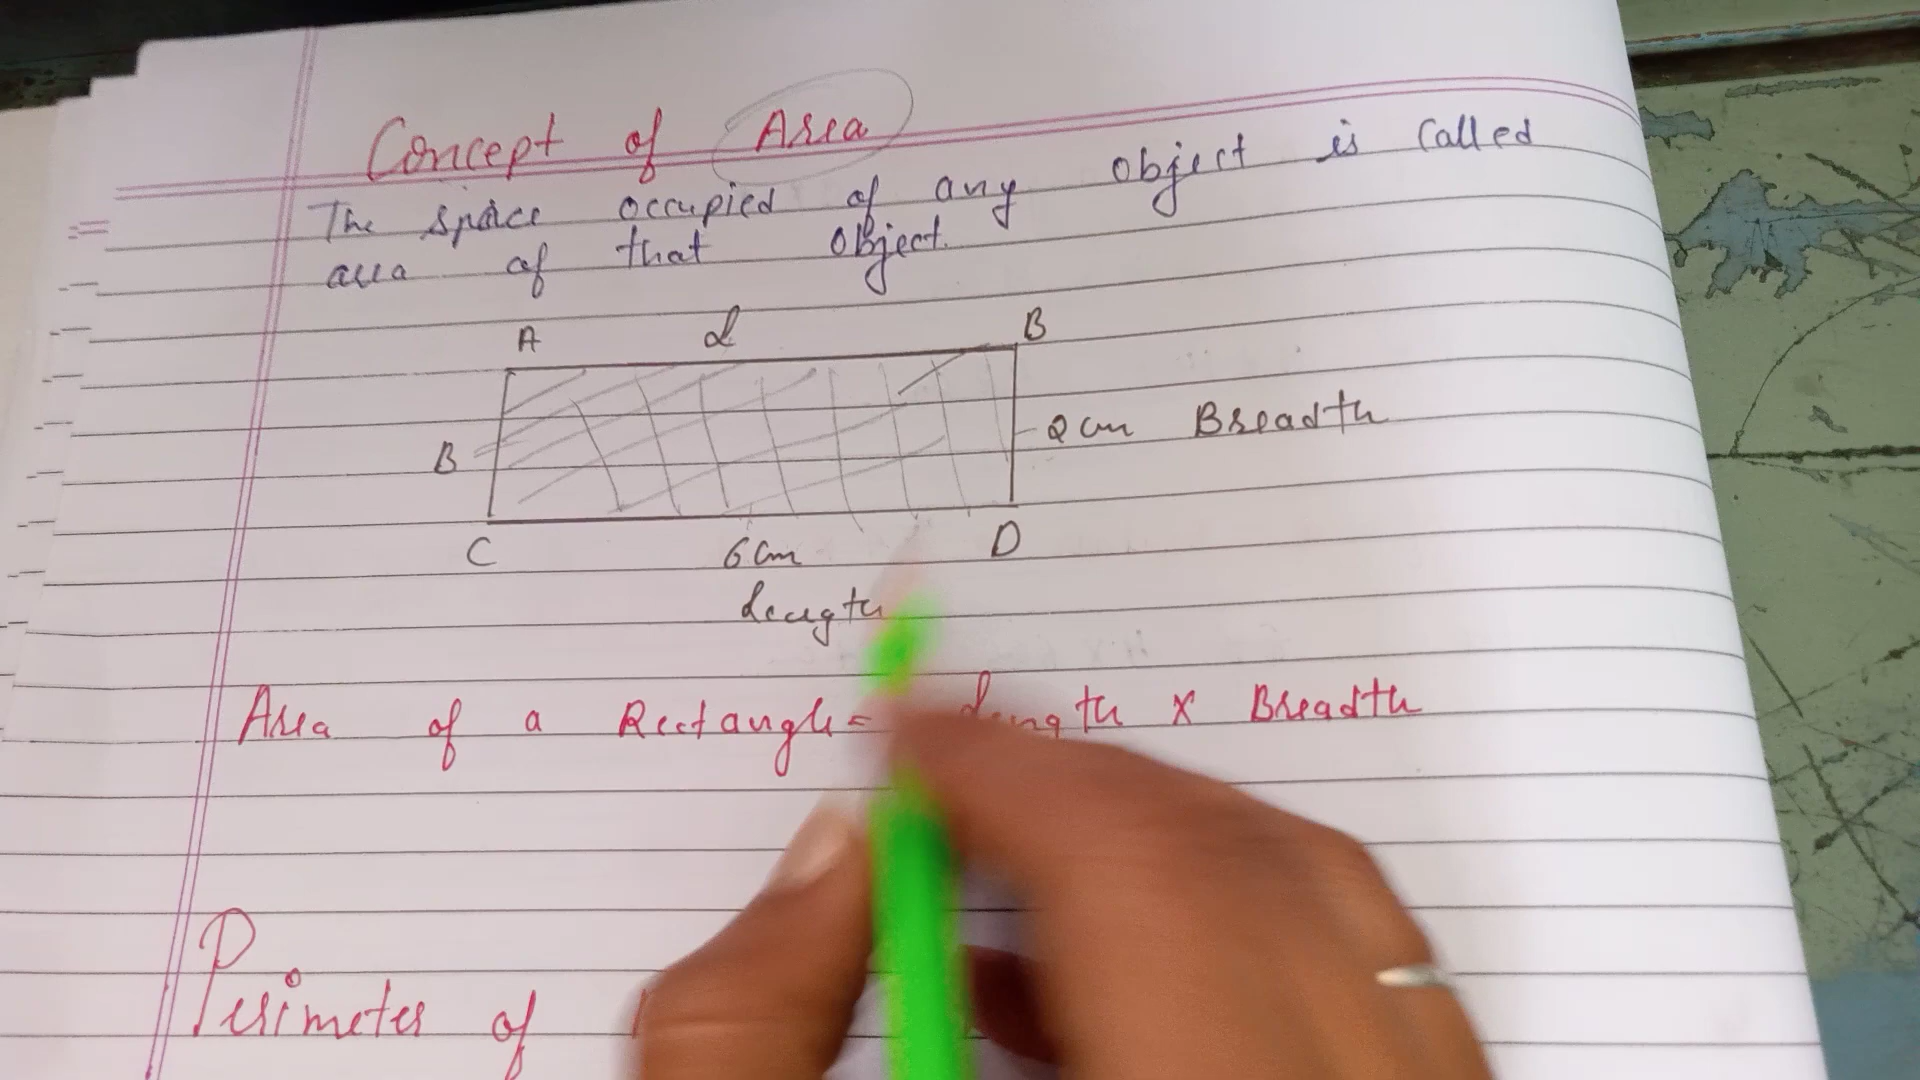 Concept of Area
The space occupied of any object is called
area of that object.
A L B
B 2 cm Breadth
C 6 cm D
Length
Area of a Rectangle = Length x Breadth
P
Perimeter of